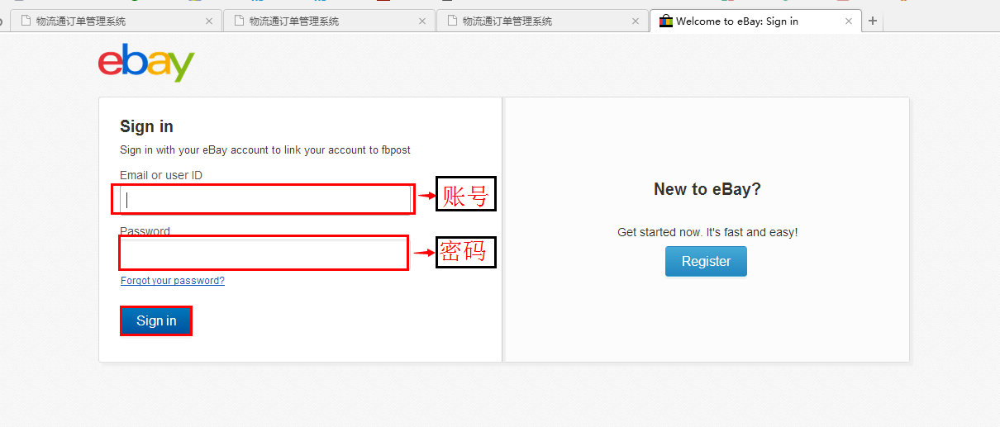 物流通订单管理系统
物流通订单管理系统
物流通订单管理系统
Welcome to eBay: Sign in
ebay
Sign in
Sign in with your eBay account to link your account to fbpost
Email or user ID
账号
Password
密码
Forgot your password?
Sign in
New to eBay?
Get started now. It's fast and easy!
Register